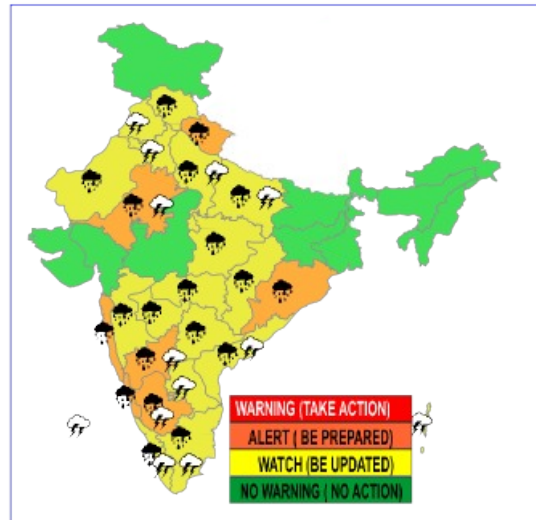 WARNING (TAKE ACTION)
ALERT ( BE PREPARED)
WATCH (BE UPDATED)
NO WARNING ( NO ACTION)